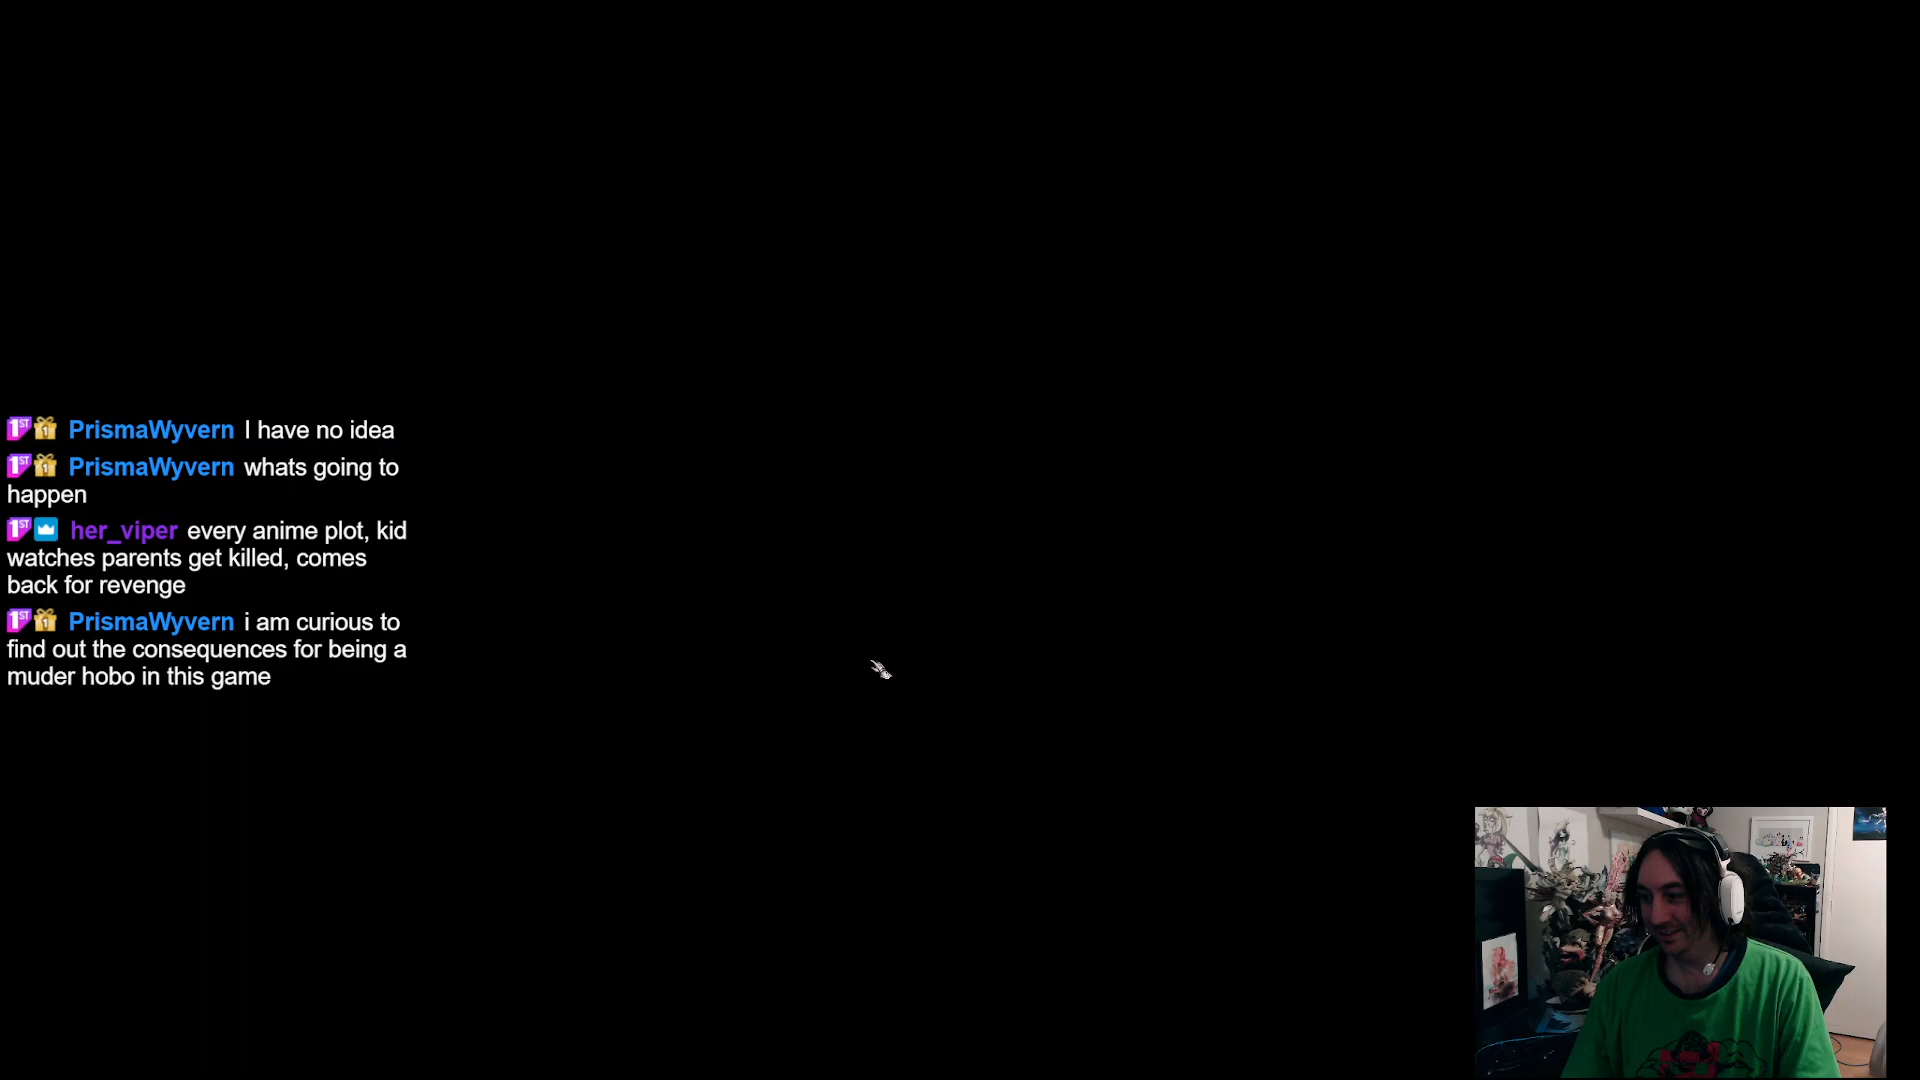 PrismaWyvern I have no idea
PrismaWyvern whats going to
happen
her_viper every anime plot, kid
watches parents get killed, comes
back for revenge
PrismaWyvern i am curious to
find out the consequences for being a
muder hobo in this game